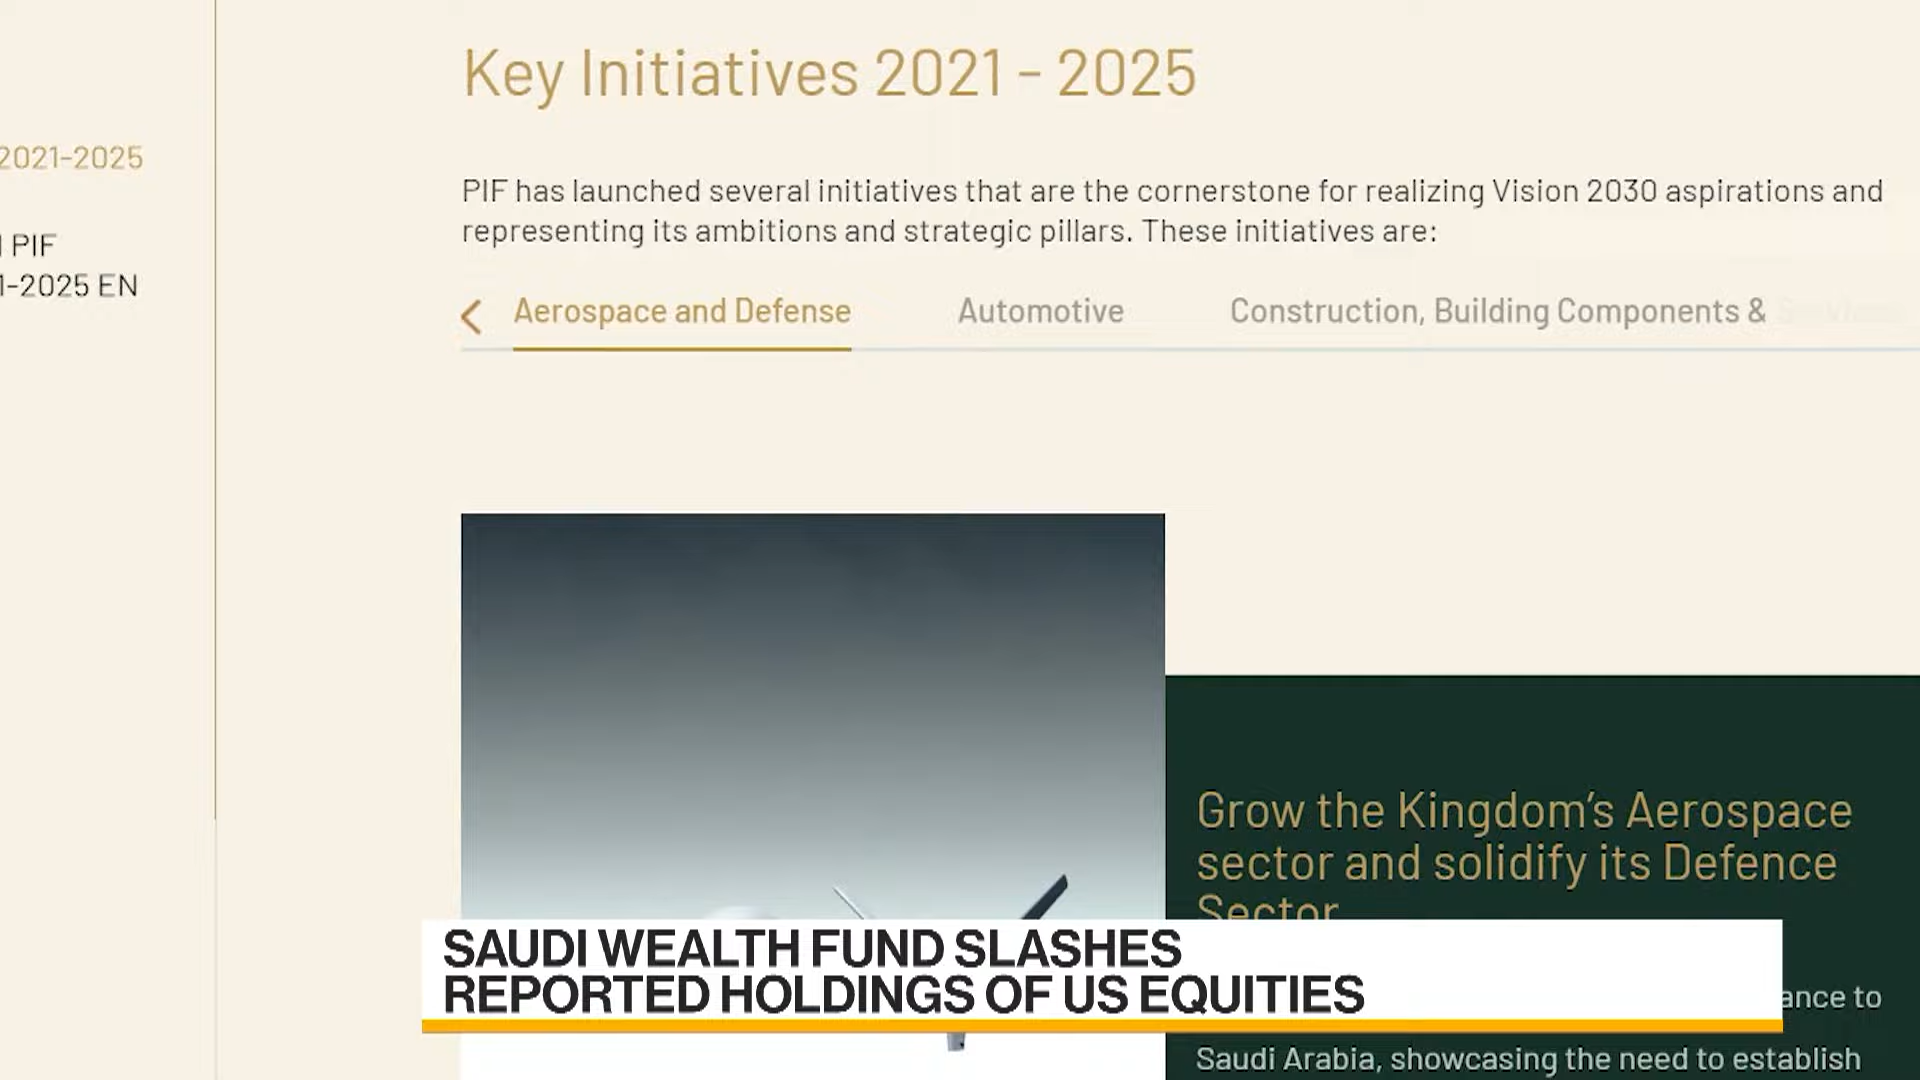 Key Initiatives 2021 - 2025
2021-2025
PIF has launched several initiatives that are the cornerstone for realizing Vision 2030 aspirations and
representing its ambitions and strategic pillars. These initiatives are:
PIF
1-2025 EN
Aerospace and Defense
Automotive
Construction, Building Components &
Grow the Kingdom's Aerospace
sector and solidify its Defence
Sector
SAUDI WEALTH FUND SLASHES
REPORTED HOLDINGS OF US EQUITIES
ance to
Saudi Arabia, showcasing the need to establish